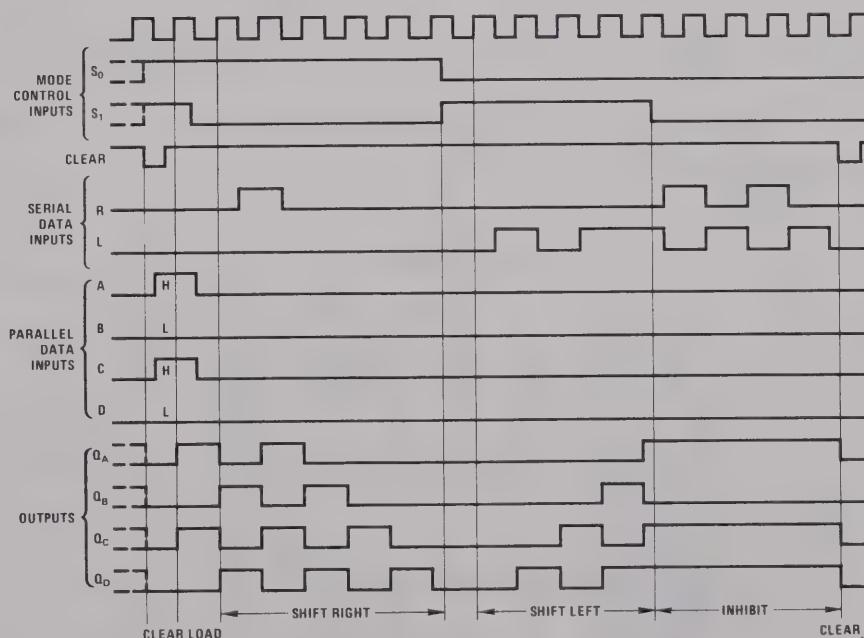 MODE
CONTROL
INPUTS
S0
S1
CLEAR
SERIAL
DATA
INPUTS
R
L
PARALLEL
DATA
INPUTS
A H
B L
C H
D L
OUTPUTS
QA
QB
QC
QD
SHIFT RIGHT SHIFT LEFT INHIBIT
CLEAR LOAD CLEAR